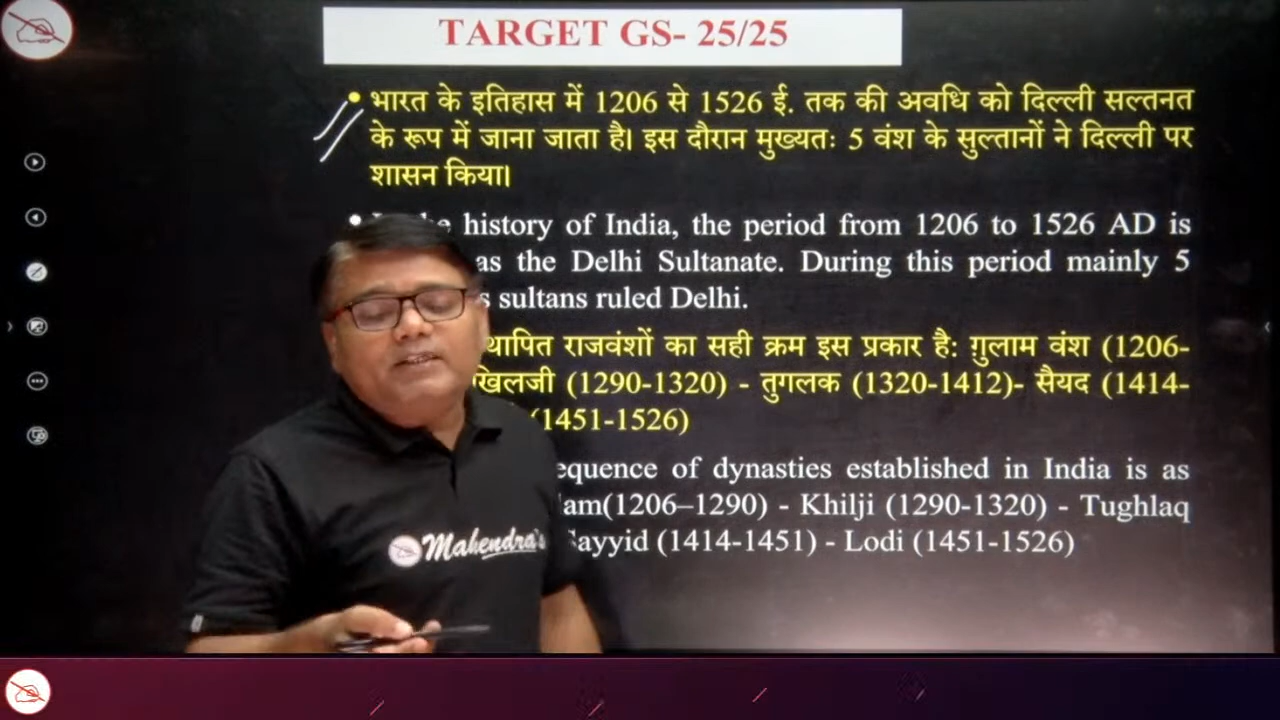 TARGET GS- 25/25
भारत के इतिहास में 1206 से 1526 ई. तक की अवधि को दिल्ली सल्तनत
के रूप में जाना जाता है। इस दौरान मुख्यतः 5 वंश के सुल्तानों ने दिल्ली पर
शासन किया।
history of India, the period from 1206 to 1526 AD is
as the Delhi Sultanate. During this period mainly 5
sultans ruled Delhi.
राजवंशों का सही क्रम इस प्रकार है: ग़ुलाम वंश (1206-
खिलजी (1290-1320) - तुगलक (1320-1412)- सैयद (1414-
(1451-1526)
of dynasties established in India is as
(1206–1290) - Khilji (1290-1320) - Tughlaq
Sayyid (1414-1451) - Lodi (1451-1526)
Mahendra's